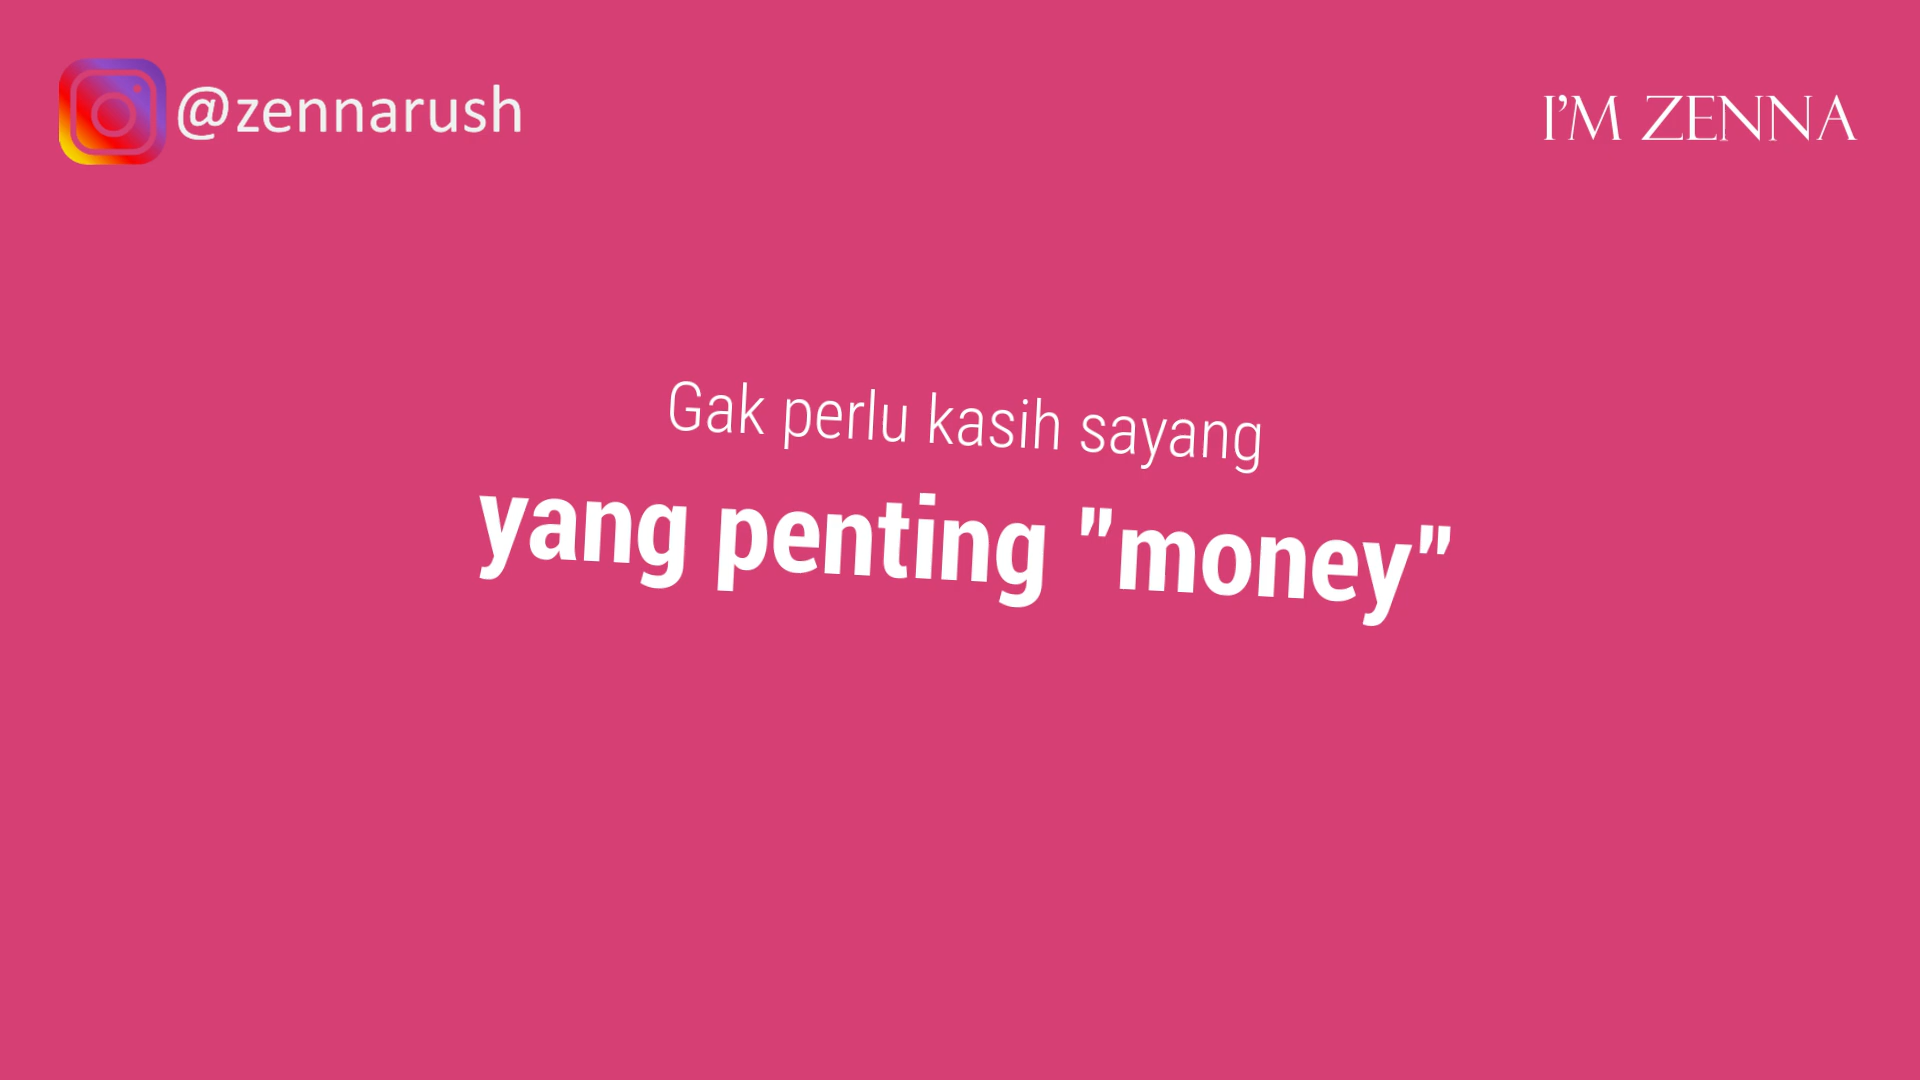 @zennarush
I'M ZENNA
Gak perlu kasih sayang
yang penting "money"